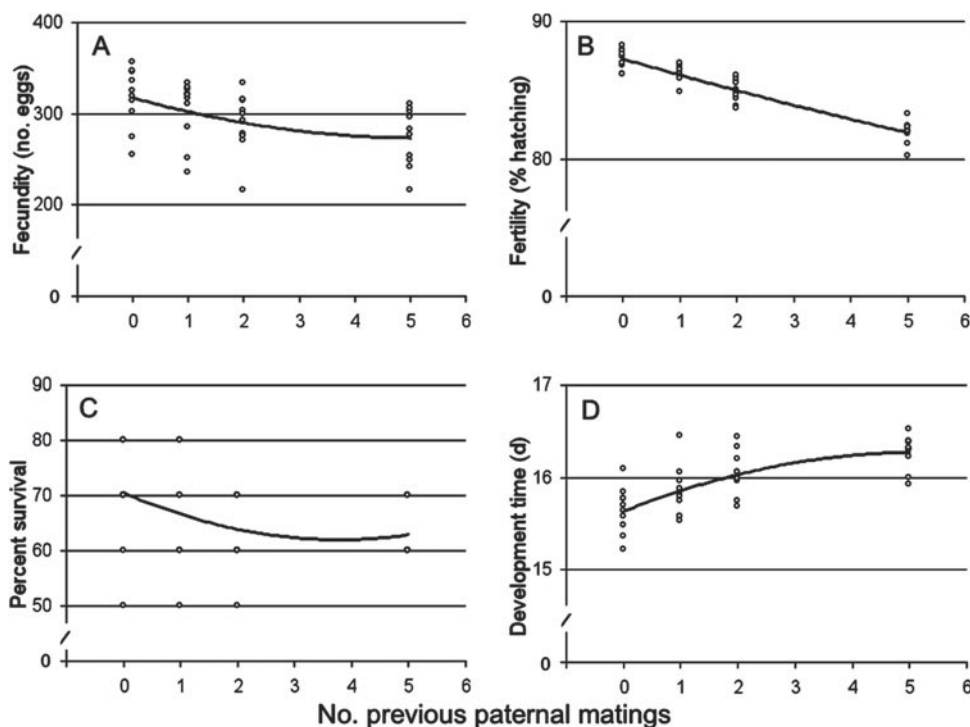 A
Fecundity (no. eggs)
400
300
200
0
0 1 2 3 4 5 6
B
Fertility (% hatching)
90
80
0
0 1 2 3 4 5 6
C
Percent survival
90
80
70
60
50
0
0 1 2 3 4 5 6
D
Development time (d)
17
16
15
0
0 1 2 3 4 5 6
No. previous paternal matings